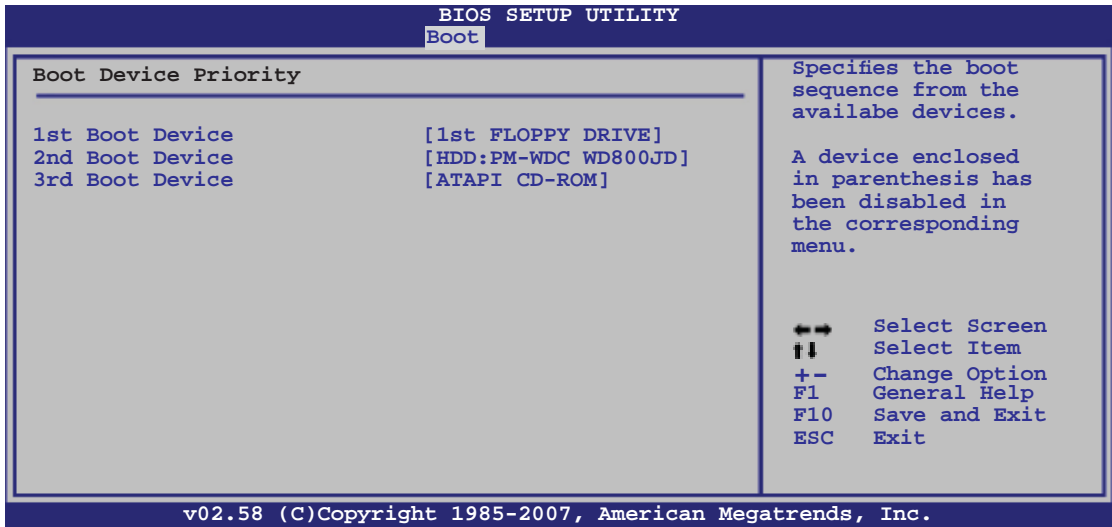 BIOS SETUP UTILITY
Boot
Boot Device Priority
1st Boot Device [1st FLOPPY DRIVE]
2nd Boot Device [HDD:PM-WDC WD800JD]
3rd Boot Device [ATAPI CD-ROM]
Specifies the boot
sequence from the
availabe devices.
A device enclosed
in parenthesis has
been disabled in
the corresponding
menu.
←→ Select Screen
↑↓ Select Item
+- Change Option
F1 General Help
F10 Save and Exit
ESC Exit
v02.58 (C)Copyright 1985-2007, American Megatrends, Inc.